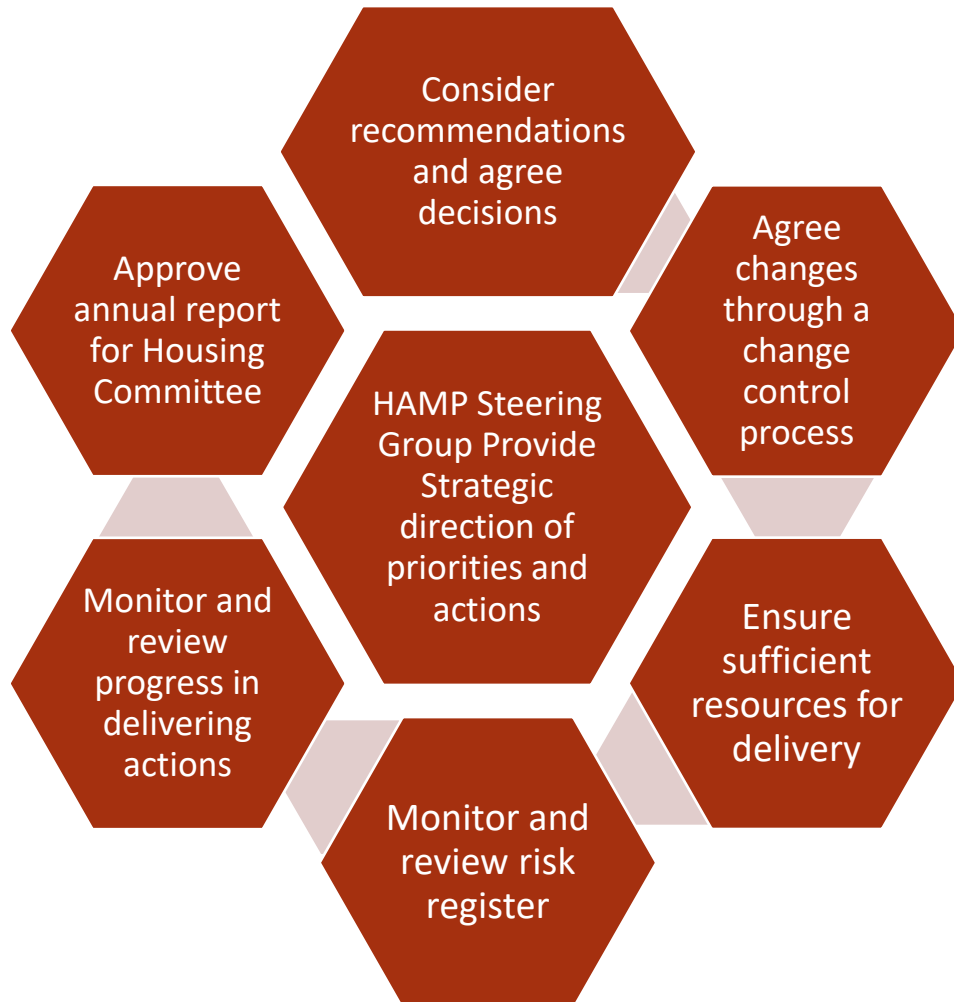 Consider
recommendations
and agree
decisions
Agree
changes
through a
change
control
process
Ensure
sufficient
resources for
delivery
Monitor and
review risk
register
Monitor and
review
progress in
delivering
actions
Approve
annual report
for Housing
Committee
HAMP Steering
Group Provide
Strategic
direction of
priorities and
actions